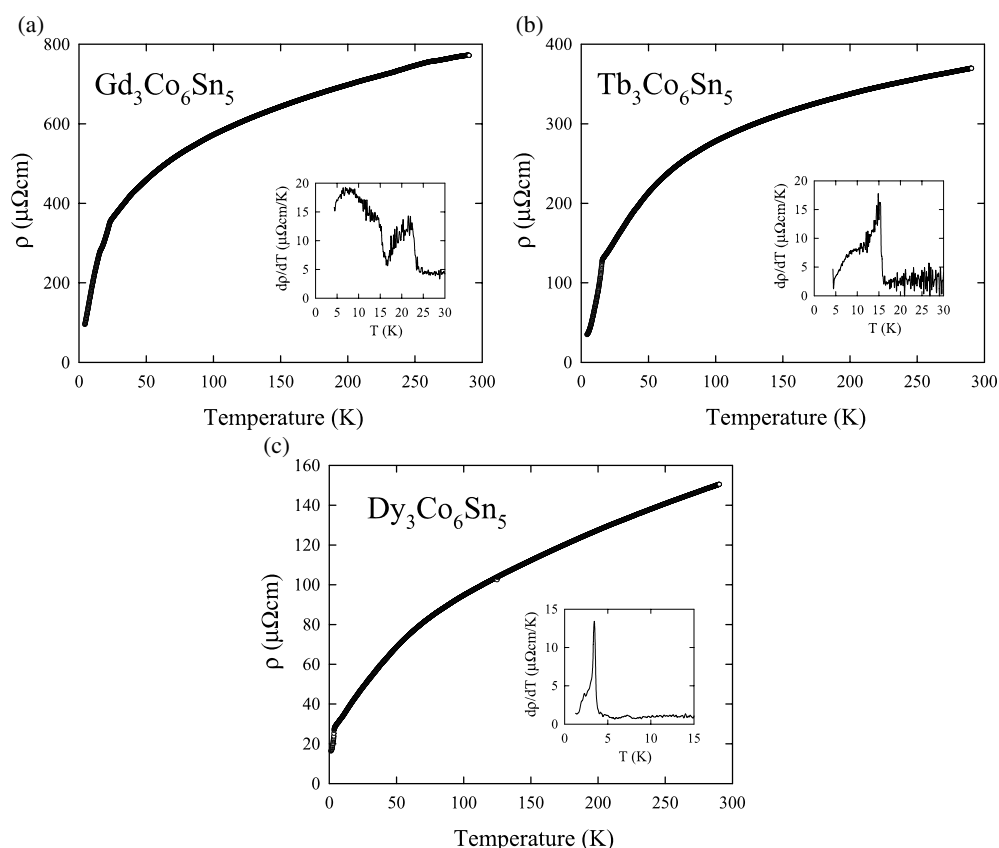 (a)
Gd3Co6Sn5
ρ (μΩcm)
800
600
400
200
0
0 50 100 150 200 250 300
Temperature (K)
dρ/dT (μΩcm/K)
20
15
10
5
0
0 5 10 15 20 25 30
T (K)
(b)
Tb3Co6Sn5
ρ (μΩcm)
400
300
200
100
0
0 50 100 150 200 250 300
Temperature (K)
dρ/dT (μΩcm/K)
20
15
10
5
0
0 5 10 15 20 25 30
T (K)
(c)
Dy3Co6Sn5
ρ (μΩcm)
160
140
120
100
80
60
40
20
0
0 50 100 150 200 250 300
Temperature (K)
dρ/dT (μΩcm/K)
15
10
5
0
0 5 10 15
T (K)